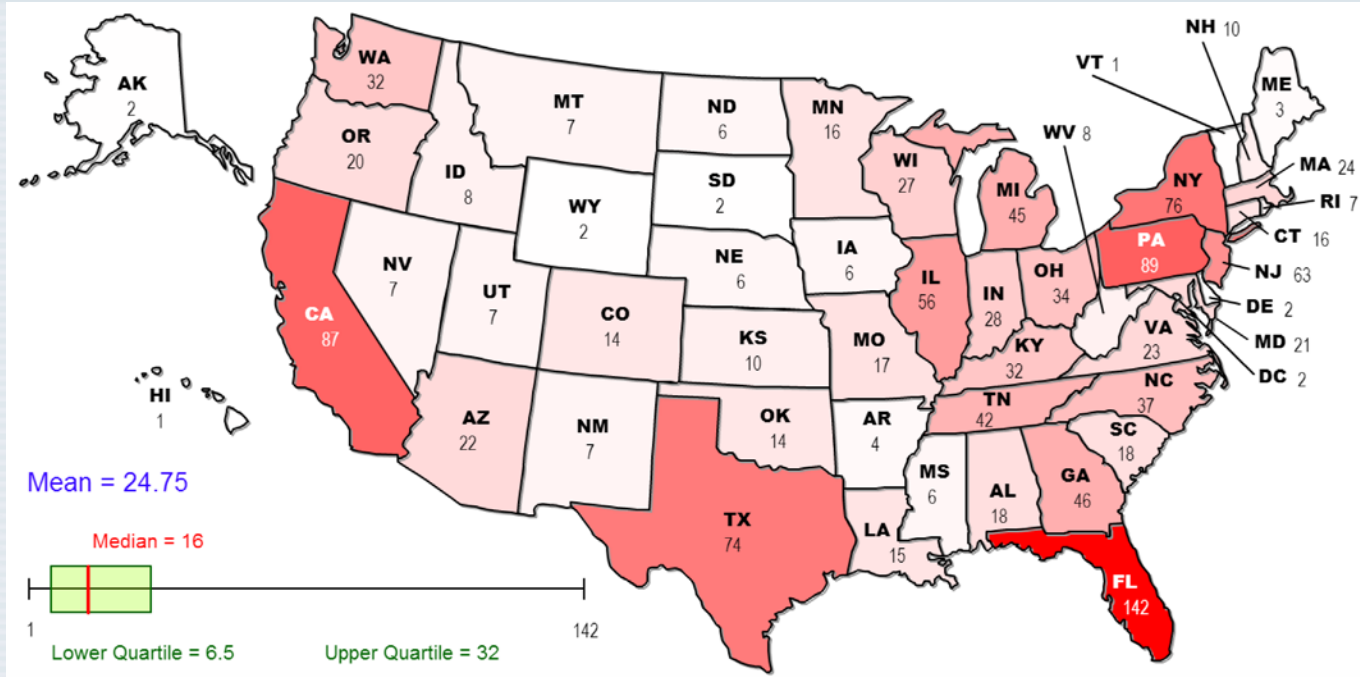 NH 10
VT 1
AK
2
WA
32
MT
7
ND
6
MN
16
ME
3
OR
20
ID
8
WV 8
WI
27
MI
45
NY
76
MA 24
RI 7
CT 16
SD
2
WY
2
NE
6
IA
6
PA
89
NJ 63
NV
7
UT
7
CO
14
IL
56
IN
28
OH
34
DE 2
CA
87
KS
10
MO
17
KY
32
VA
23
MD 21
DC 2
HI
1
AZ
22
NM
7
OK
14
AR
4
TN
42
NC
37
SC
18
Mean = 24.75
MS
6
AL
18
GA
46
TX
74
LA
15
Median = 16
FL
142
1
142
Lower Quartile = 6.5
Upper Quartile = 32